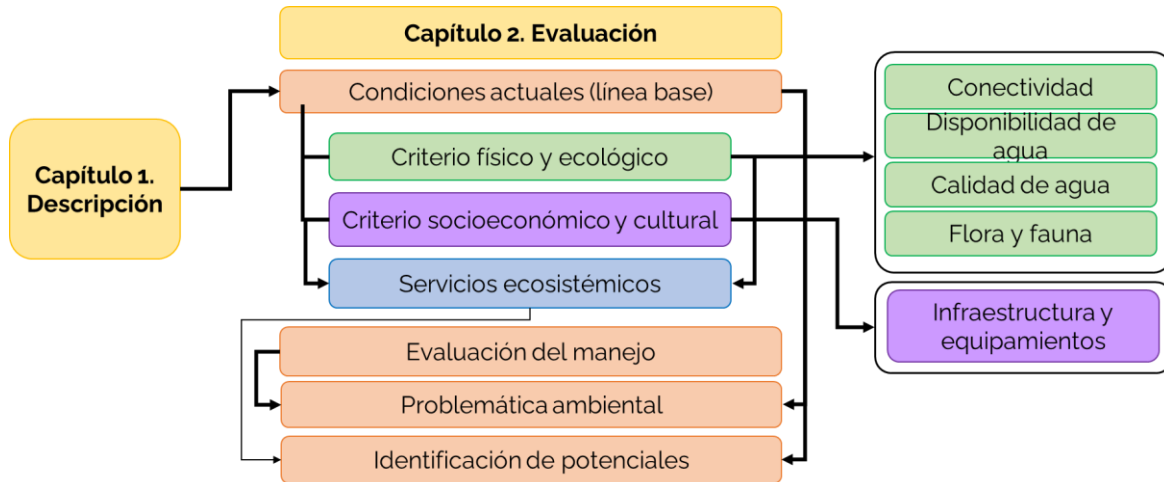 Capítulo 1.
Descripción
Capítulo 2. Evaluación
Condiciones actuales (línea base)
Criterio físico y ecológico
Criterio socioeconómico y cultural
Servicios ecosistémicos
Evaluación del manejo
Problemática ambiental
Identificación de potenciales
Conectividad
Disponibilidad de
agua
Calidad de agua
Flora y fauna
Infraestructura y
equipamientos